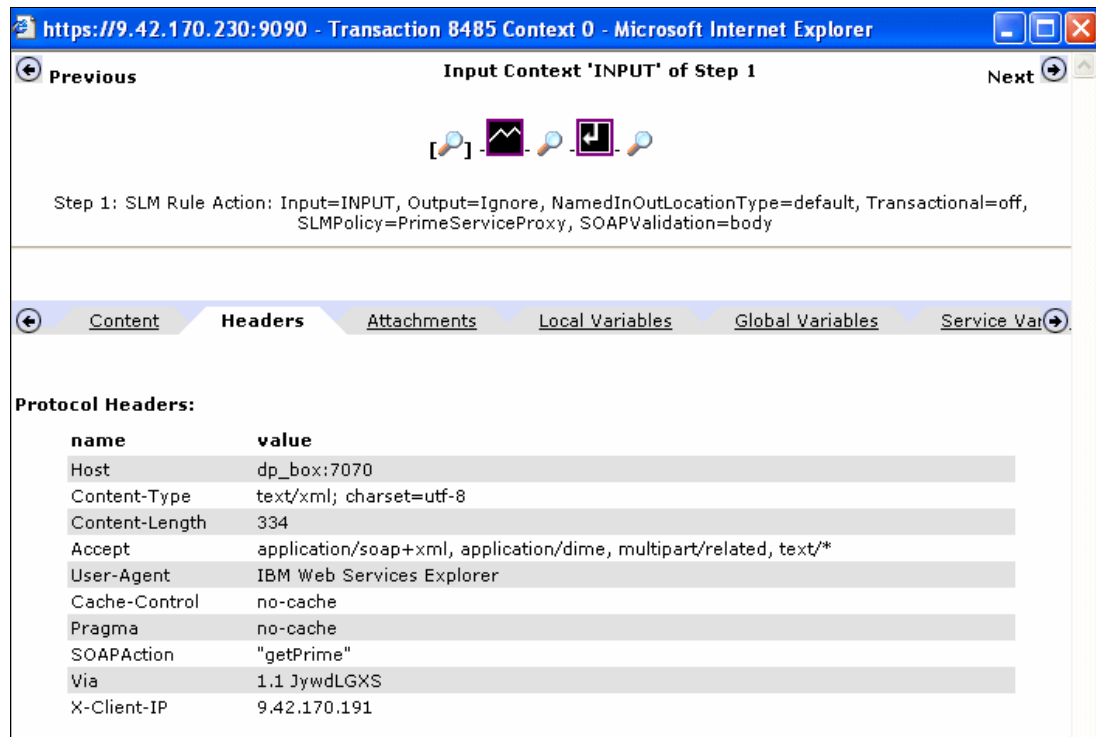 https://9.42.170.230:9090 - Transaction 8485 Context 0 - Microsoft Internet Explorer
Previous Input Context 'INPUT' of Step 1 Next
[ ] - - - -
Step 1: SLM Rule Action: Input=INPUT, Output=Ignore, NamedInOutLocationType=default, Transactional=off,
SLMPolicy=PrimeServiceProxy, SOAPValidation=body
Content Headers Attachments Local Variables Global Variables Service Var
Protocol Headers:
name value
Host dp_box:7070
Content-Type text/xml; charset=utf-8
Content-Length 334
Accept application/soap+xml, application/dime, multipart/related, text/*
User-Agent IBM Web Services Explorer
Cache-Control no-cache
Pragma no-cache
SOAPAction "getPrime"
Via 1.1 JywdLGXS
X-Client-IP 9.42.170.191